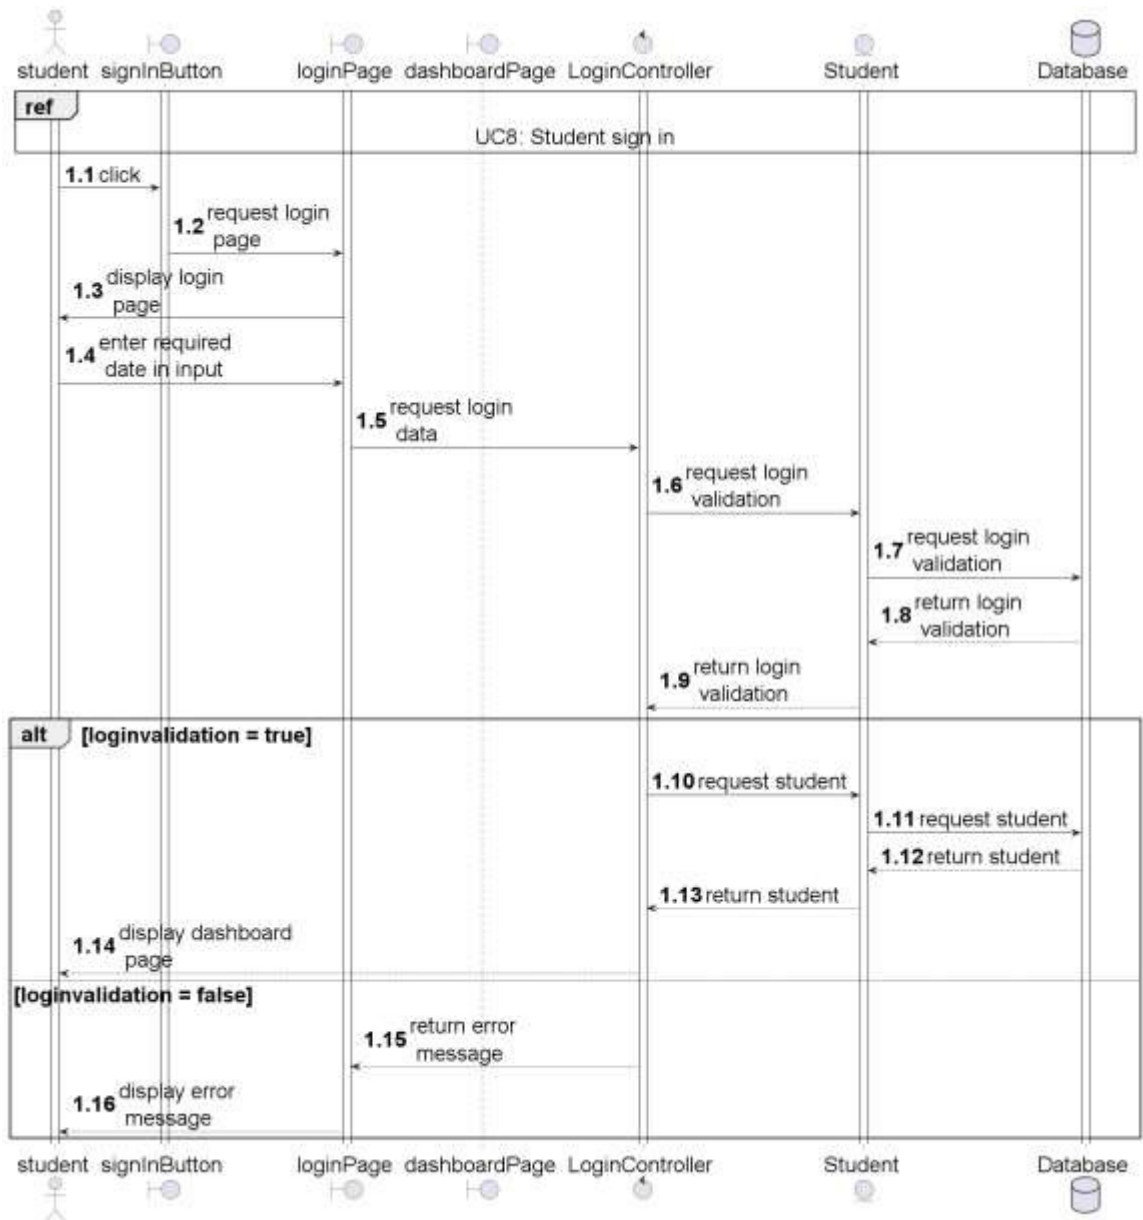 student signInButton loginPage dashboardPage LoginController Student Database
ref
UC8: Student sign in
1.1 click
1.2 request login
page
1.3 display login
page
1.4 enter required
date in input
1.5 request login
data
1.6 request login
validation
1.7 request login
validation
1.8 return login
validation
1.9 return login
validation
alt [loginvalidation = true]
1.10 request student
1.11 request student
1.12 return student
1.13 return student
1.14 display dashboard
page
[loginvalidation = false]
1.15 return error
message
1.16 display error
message
student signInButton loginPage dashboardPage LoginController Student Database